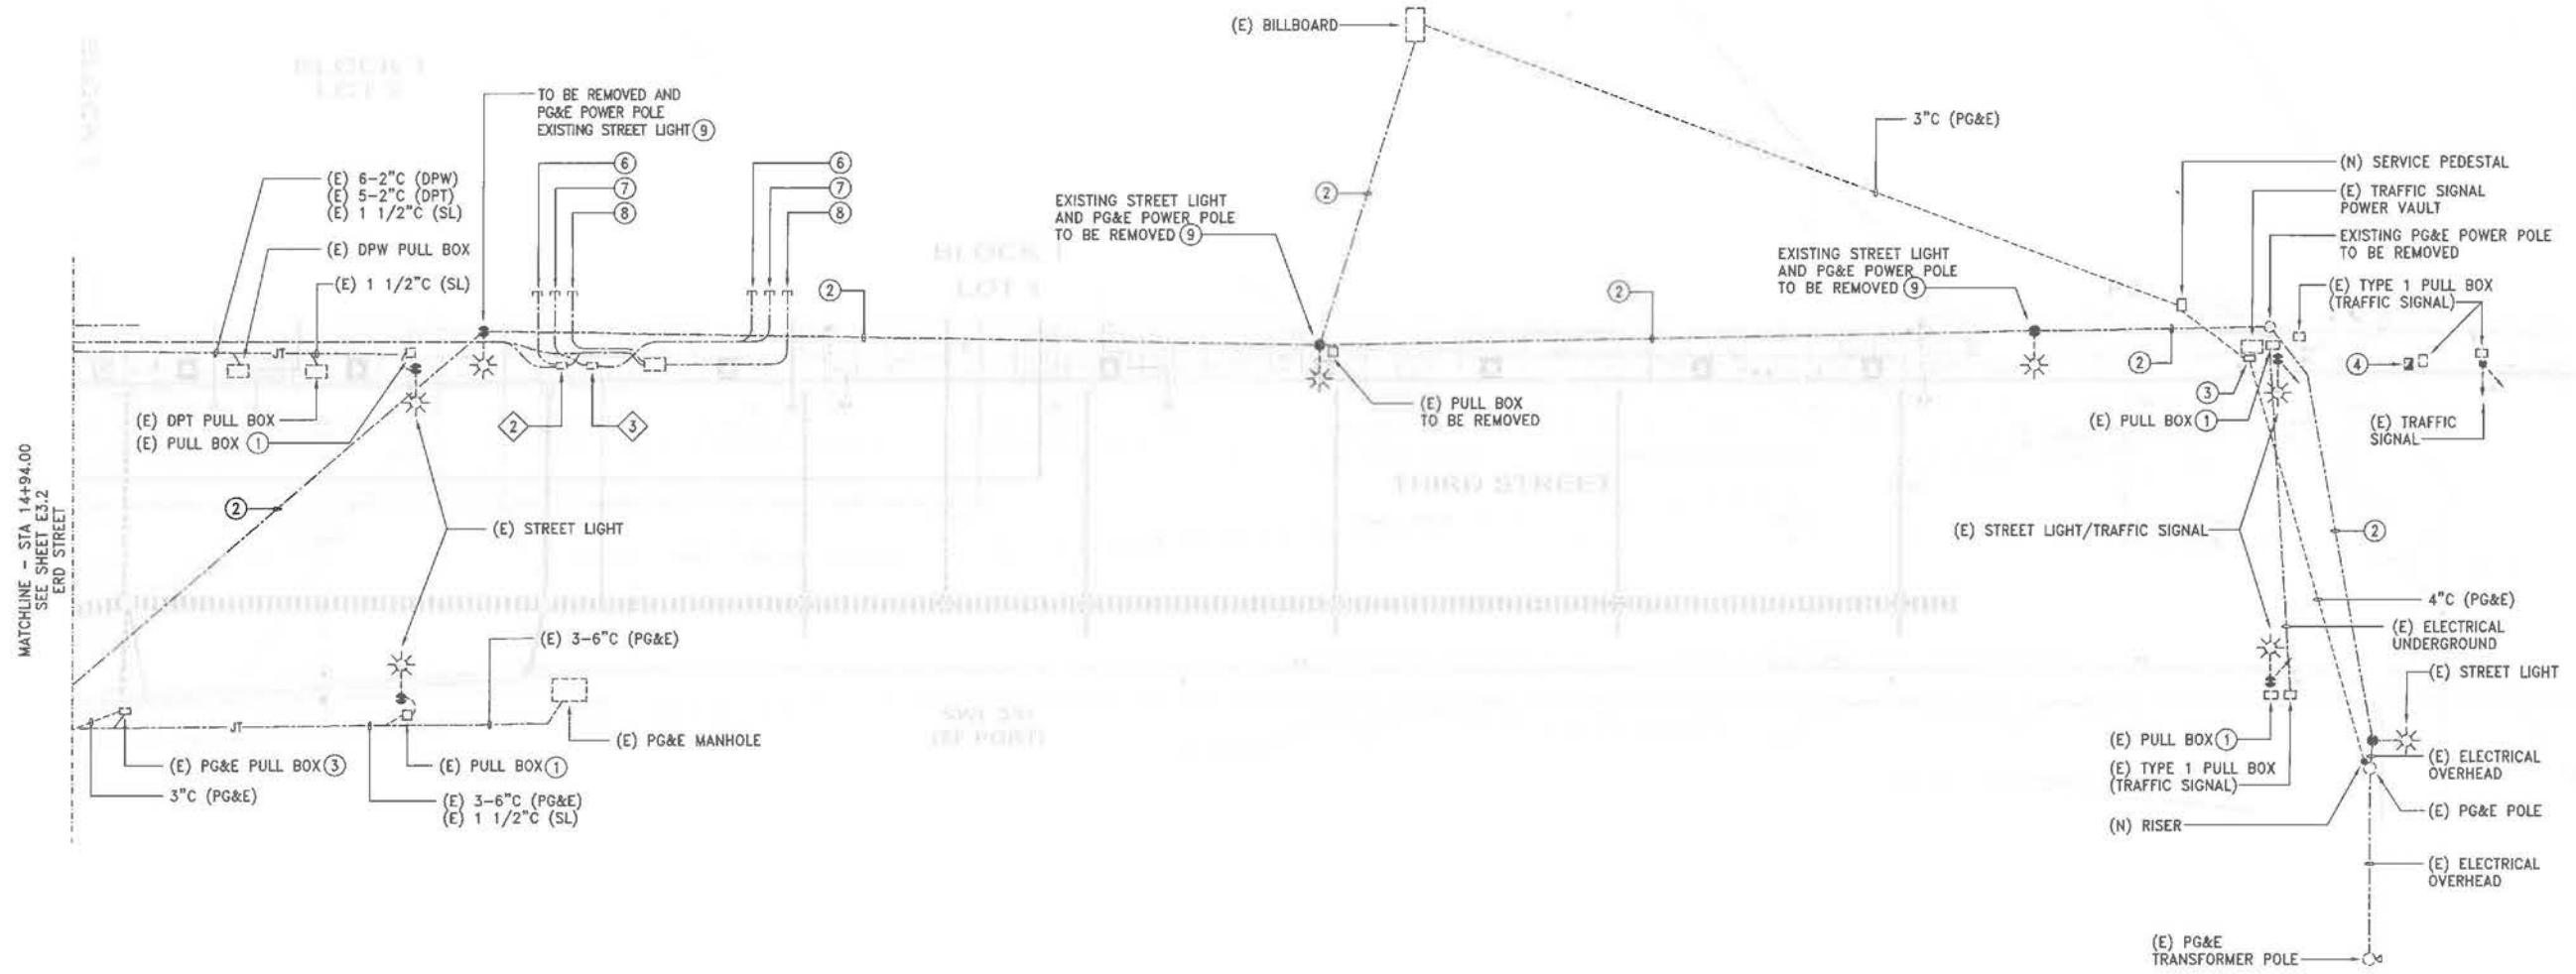 (E) BILLBOARD
TO BE REMOVED AND
PG&E POWER POLE
EXISTING STREET LIGHT 9
3"C (PG&E)
6
7
8
6
7
8
(E) 6-2"C (DPW)
(E) 5-2"C (DPT)
(E) 1 1/2"C (SL)
(E) DPW PULL BOX
(E) 1 1/2"C (SL)
2
EXISTING STREET LIGHT
AND PG&E POWER POLE
TO BE REMOVED 9
2
2
EXISTING STREET LIGHT
AND PG&E POWER POLE
TO BE REMOVED 9
(N) SERVICE PEDESTAL
(E) TRAFFIC SIGNAL
POWER VAULT
EXISTING PG&E POWER POLE
TO BE REMOVED
(E) TYPE 1 PULL BOX
(TRAFFIC SIGNAL)
BLOCK 1
THIRD STREET
JT
(E) DPT PULL BOX
(E) PULL BOX 1
2
3
(E) PULL BOX
TO BE REMOVED
2
3
4
(E) PULL BOX 1
(E) TRAFFIC
SIGNAL
MATCHLINE - STA 14+94.00
SEE SHEET E3.2
ERD STREET
2
(E) STREET LIGHT
(E) STREET LIGHT/TRAFFIC SIGNAL
2
4"C (PG&E)
(E) ELECTRICAL
UNDERGROUND
(E) STREET LIGHT
(E) 3-6"C (PG&E)
JT
(E) PG&E MANHOLE
(E) PG&E PULL BOX 3
3"C (PG&E)
(E) PULL BOX 1
(E) 3-6"C (PG&E)
(E) 1 1/2"C (SL)
(E) PULL BOX 1
(E) TYPE 1 PULL BOX
(TRAFFIC SIGNAL)
(N) RISER
(E) ELECTRICAL
OVERHEAD
(E) PG&E POLE
(E) ELECTRICAL
OVERHEAD
(E) PG&E
TRANSFORMER POLE